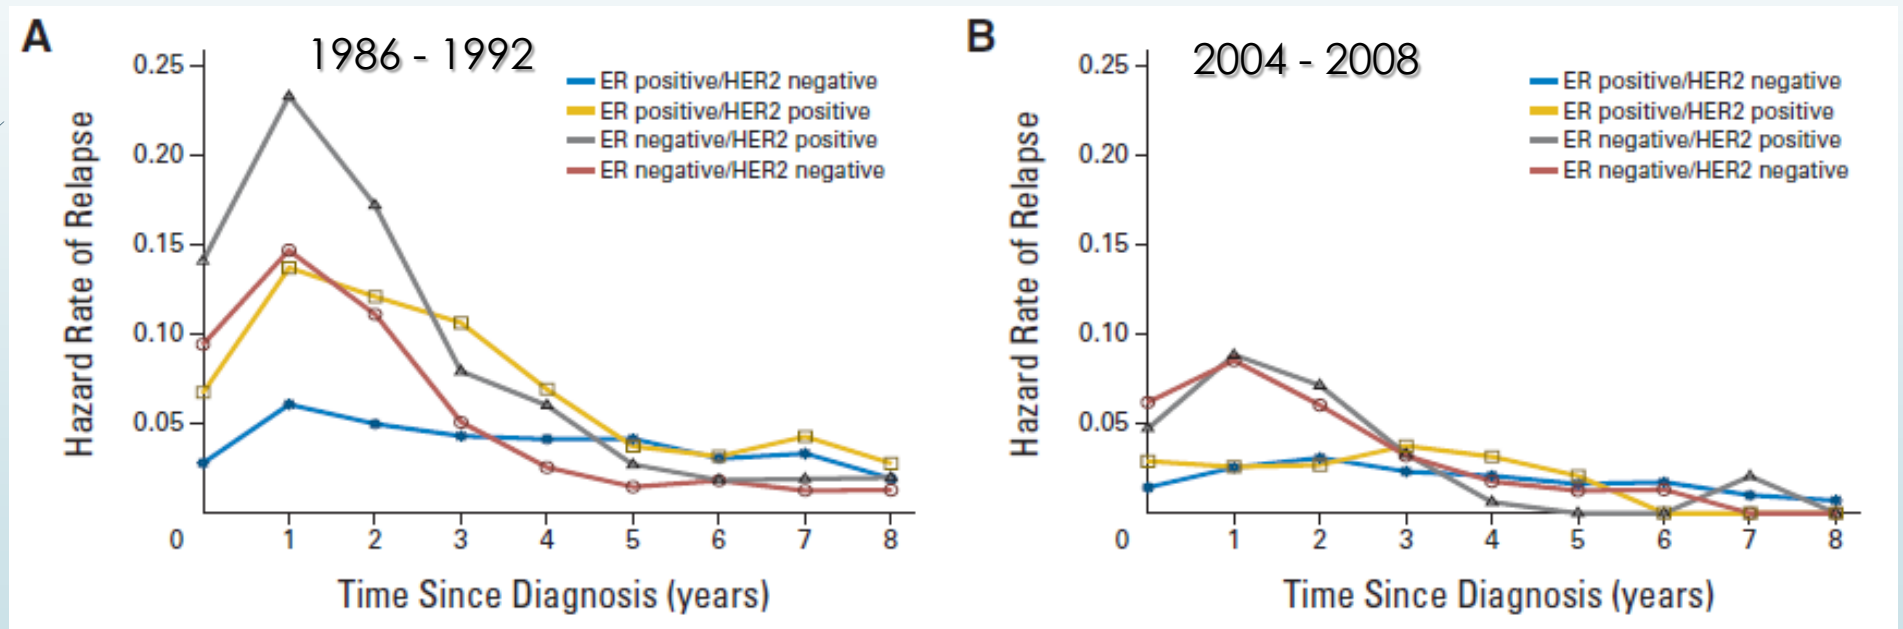 A
1986 - 1992
ER positive/HER2 negative
ER positive/HER2 positive
ER negative/HER2 positive
ER negative/HER2 negative
Hazard Rate of Relapse
0.25
0.20
0.15
0.10
0.05
0 1 2 3 4 5 6 7 8
Time Since Diagnosis (years)
B
2004 - 2008
ER positive/HER2 negative
ER positive/HER2 positive
ER negative/HER2 positive
ER negative/HER2 negative
Hazard Rate of Relapse
0.25
0.20
0.15
0.10
0.05
0 1 2 3 4 5 6 7 8
Time Since Diagnosis (years)